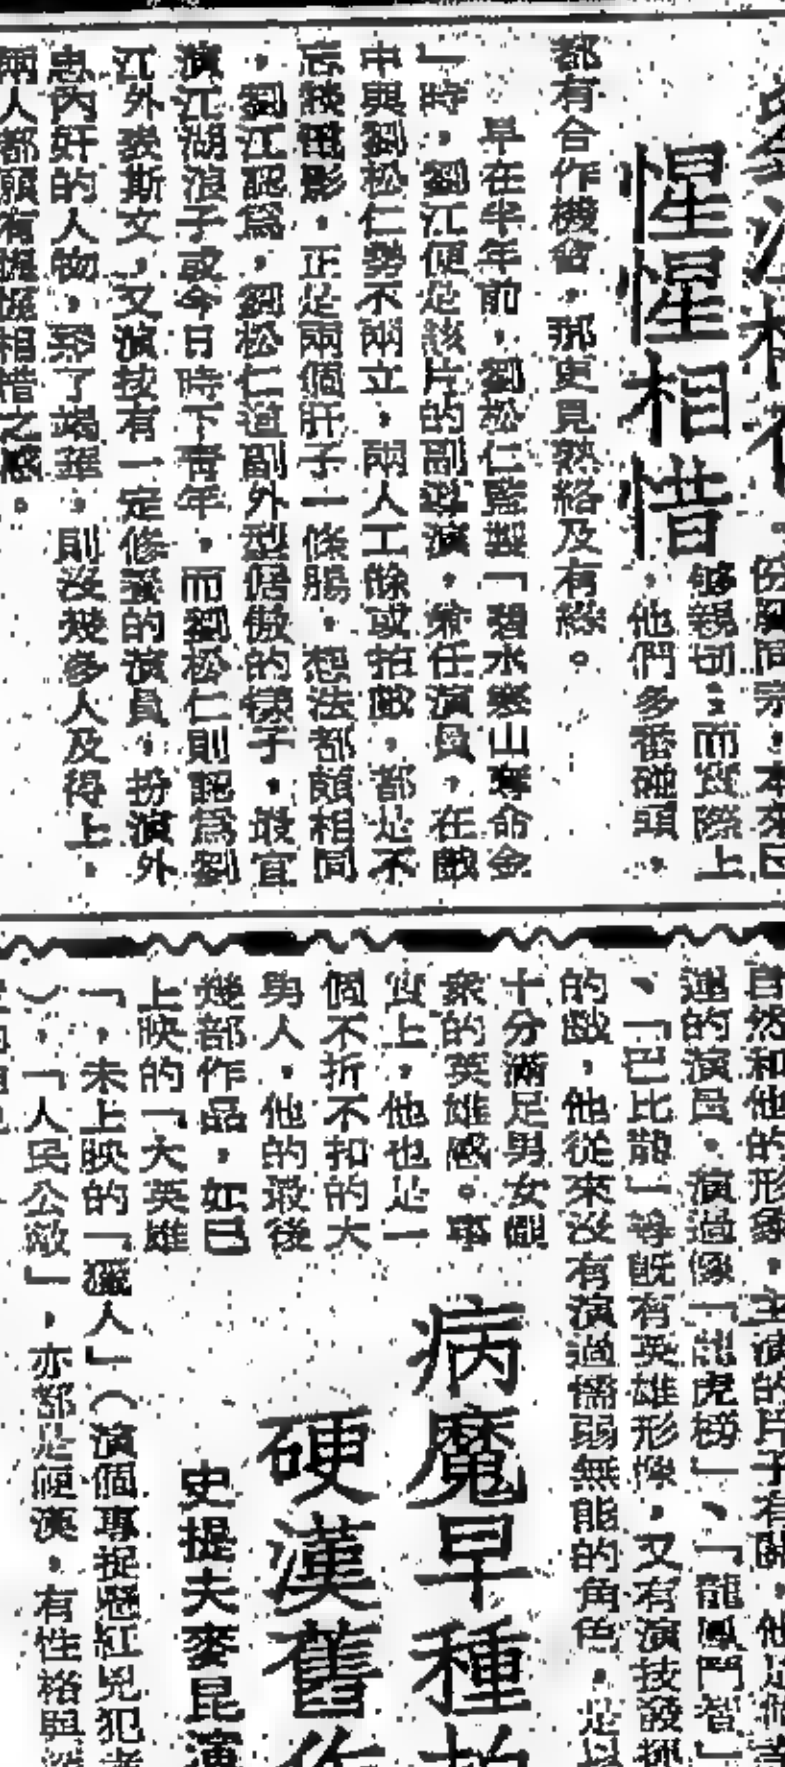 惺惺相惜
份屬同宗,本來已
夠親切;而實際上
,他們多番碰頭,
都有合作機會,那更見熟絡及有緣。
早在半年前,劉松仁監製「碧水寒山奪命金
」時,劉江便是該片的副導演,兼任演員,在戲
中與劉松仁勢不兩立,兩人工餘或拍戲,都是不
忘談電影,正是兩個肝子一條腸,想法都頗相同
,劉江認為,劉松仁這副外型倨傲的樣子,最宜
演江湖浪子或今日時下青年,而劉松仁則認為劉
江外表斯文,又演技有一定修養的演員,扮演外
忠內奸的人物,除了 則沒幾多人及得上,
兩人都頗有惺惺相惜之感。
自然和他的形象,主演的片子有關,他是個
的演員。演過像「龍虎榜」、「龍鳳鬥智」
、「巴比龍」等既有英雄形像,又有演技發揮
的戲,他從來沒有演過懦弱無能的角色,是以
十分滿足男女觀
衆的英雄感。事
實上,他也是一
個不折不扣的大
男人,他的最後
幾部作品,如已
上映的「大英雄
「,未上映的「獵人」(演個專捉懸紅兇犯者
),「人民公敵」,亦都是硬漢,有性格與
病魔早種
硬漢舊作
史提夫麥昆演